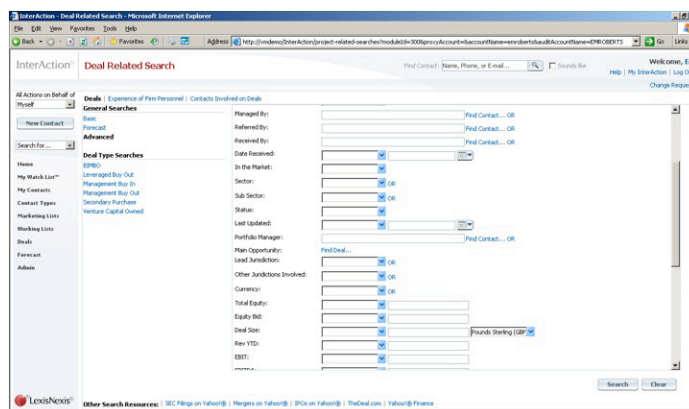 InterAction - Deal Related Search - Microsoft Internet Explorer
File Edit View Favorites Tools Help
Back Favorites Address http://vmdemo/InterAction/project-related-searches?moduleId=300&proxyAccount=&accountName=emroberts&auditAccountName=EMROBERTS Go Links
InterAction® Deal Related Search Find Contact: Name, Phone, or E-mail... Sounds like Welcome, E
Help | My InterAction | Log O
Change Reques
All Actions on Behalf of
Myself
Deals | Experience of Firm Personnel | Contacts Involved on Deals
New Contact
Search for...
Home
My Watch List™
My Contacts
Contact Types
Marketing Lists
Working Lists
Deals
Forecast
Admin
General Searches
Basic
Forecast
Advanced
Deal Type Searches
BIMBO
Leveraged Buy Out
Management Buy In
Management Buy Out
Secondary Purchase
Venture Capital Owned
Managed By: Find Contact... OR
Referred By: Find Contact... OR
Received By: Find Contact... OR
Date Received:
In the Market:
Sector: OR
Sub Sector: OR
Status:
Last Updated:
Portfolio Manager: Find Contact... OR
Main Opportunity: Find Deal...
Lead Jurisdiction: OR
Other Juridictions Involved: OR
Currency: OR
Total Equity:
Equity Bid:
Deal Size: Pounds Sterling (GBP
Rev YTD:
EBIT:
Search Clear
LexisNexis®
Other Search Resources: | SEC Filings on Yahoo!® | Mergers on Yahoo!® | IPOs on Yahoo!® | TheDeal.com | Yahoo!® Finance